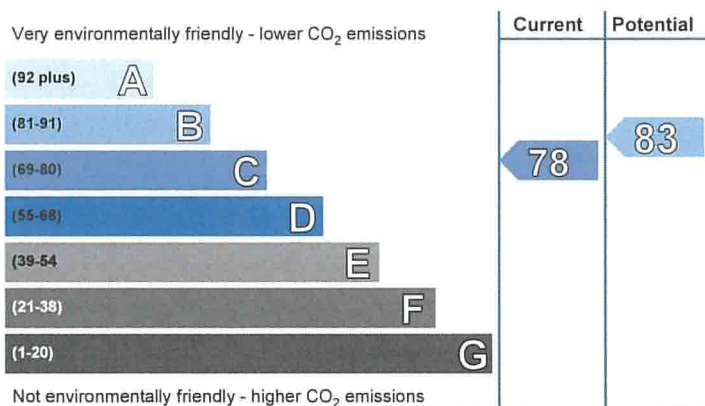 Current Potential
Very environmentally friendly - lower CO₂ emissions
(92 plus) A
(81-91) B
83
(69-80) C
78
(55-68) D
(39-54 E
(21-38) F
(1-20) G
Not environmentally friendly - higher CO₂ emissions